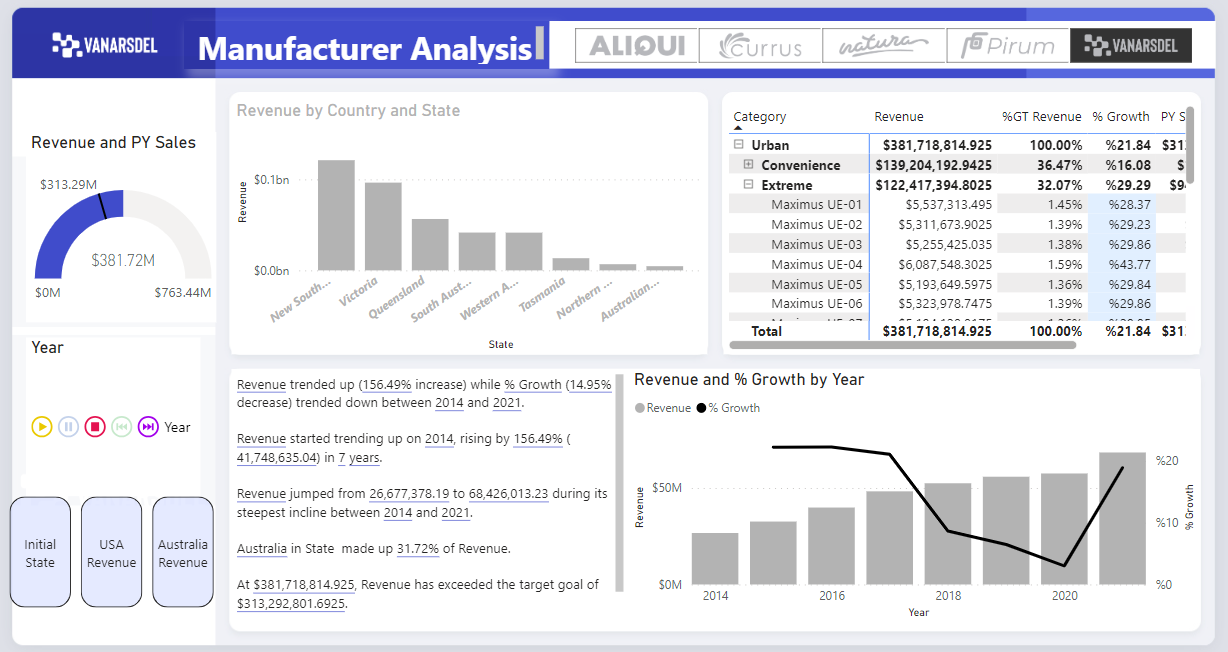 VANARSDEL
Manufacturer Analysis
ALIQUI
Currus
natura
Pirum
VANARSDEL
Revenue and PY Sales
$313.29M
$381.72M
$0M
$763.44M
Year
Year
Initial
State
USA
Revenue
Australia
Revenue
Revenue by Country and State
Revenue
$0.1bn
$0.0bn
New South...
Victoria
Queensland
South Aust...
Western A...
Tasmania
Northern ...
Australian...
State
Category Revenue %GT Revenue % Growth PY S
Urban $381,718,814.925 100.00% %21.84 $31
Convenience $139,204,192.9425 36.47% %16.08 $
Extreme $122,417,394.8025 32.07% %29.29 $9
Maximus UE-01 $5,537,313.495 1.45% %28.37
Maximus UE-02 $5,311,673.9025 1.39% %29.23
Maximus UE-03 $5,255,425.035 1.38% %29.86
Maximus UE-04 $6,087,548.3025 1.59% %43.77
Maximus UE-05 $5,193,649.5975 1.36% %29.84
Maximus UE-06 $5,323,978.7475 1.39% %29.86
Total $381,718,814.925 100.00% %21.84 $31
Revenue trended up (156.49% increase) while % Growth (14.95%
decrease) trended down between 2014 and 2021.
Revenue started trending up on 2014, rising by 156.49% (
41,748,635.04) in 7 years.
Revenue jumped from 26,677,378.19 to 68,426,013.23 during its
steepest incline between 2014 and 2021.
Australia in State made up 31.72% of Revenue.
At $381,718,814.925, Revenue has exceeded the target goal of
$313,292,801.6925.
Revenue and % Growth by Year
Revenue % Growth
Revenue
$50M
$0M
%20
%10
%0
% Growth
2014 2016 2018 2020
Year